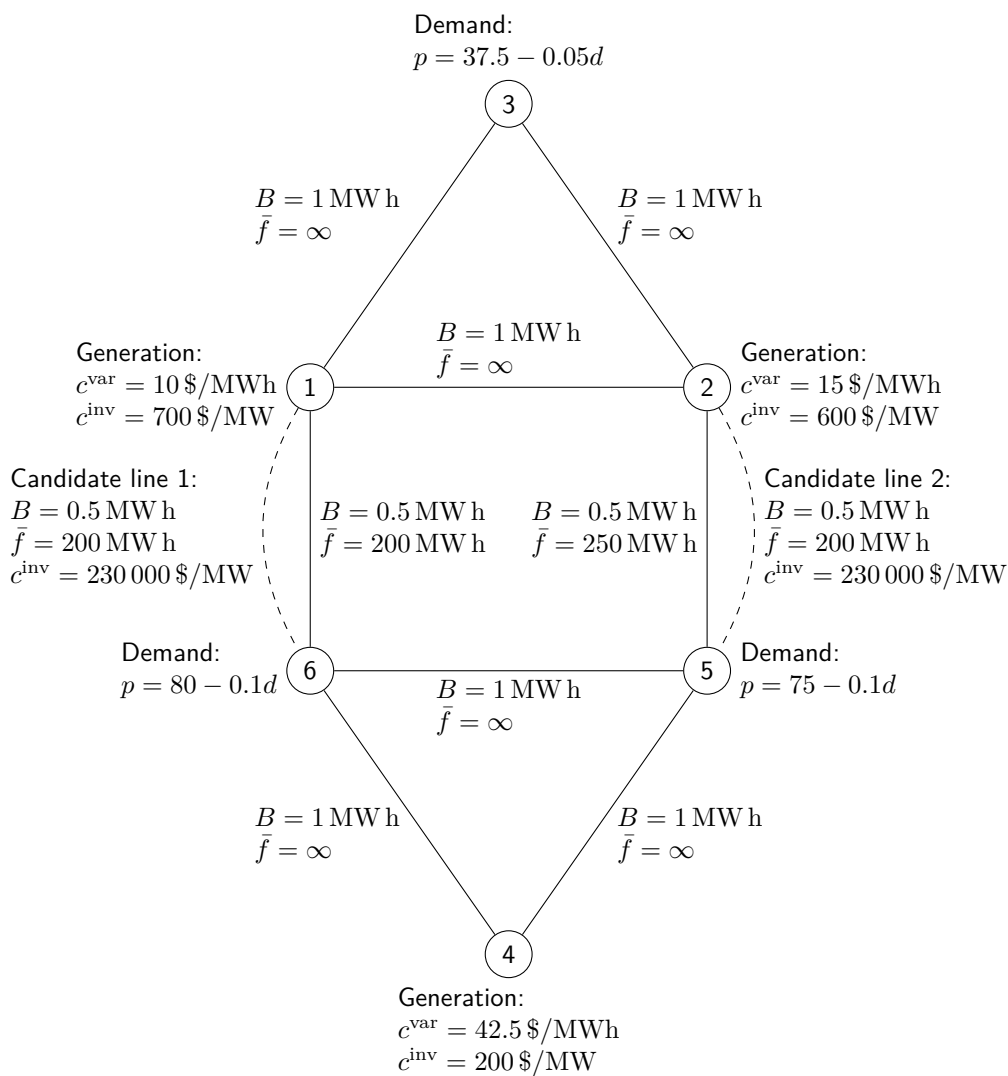 Demand:
p = 37.5 − 0.05d
3
B = 1 MW h
f̄ = ∞
B = 1 MW h
f̄ = ∞
B = 1 MW h
f̄ = ∞
Generation:
c^var = 10 $/MWh
c^inv = 700 $/MW
1
2
Generation:
c^var = 15 $/MWh
c^inv = 600 $/MW
Candidate line 1:
B = 0.5 MW h
f̄ = 200 MW h
c^inv = 230 000 $/MW
B = 0.5 MW h
f̄ = 200 MW h
B = 0.5 MW h
f̄ = 250 MW h
Candidate line 2:
B = 0.5 MW h
f̄ = 200 MW h
c^inv = 230 000 $/MW
Demand:
p = 80 − 0.1d
6
B = 1 MW h
f̄ = ∞
5
Demand:
p = 75 − 0.1d
B = 1 MW h
f̄ = ∞
B = 1 MW h
f̄ = ∞
4
Generation:
c^var = 42.5 $/MWh
c^inv = 200 $/MW